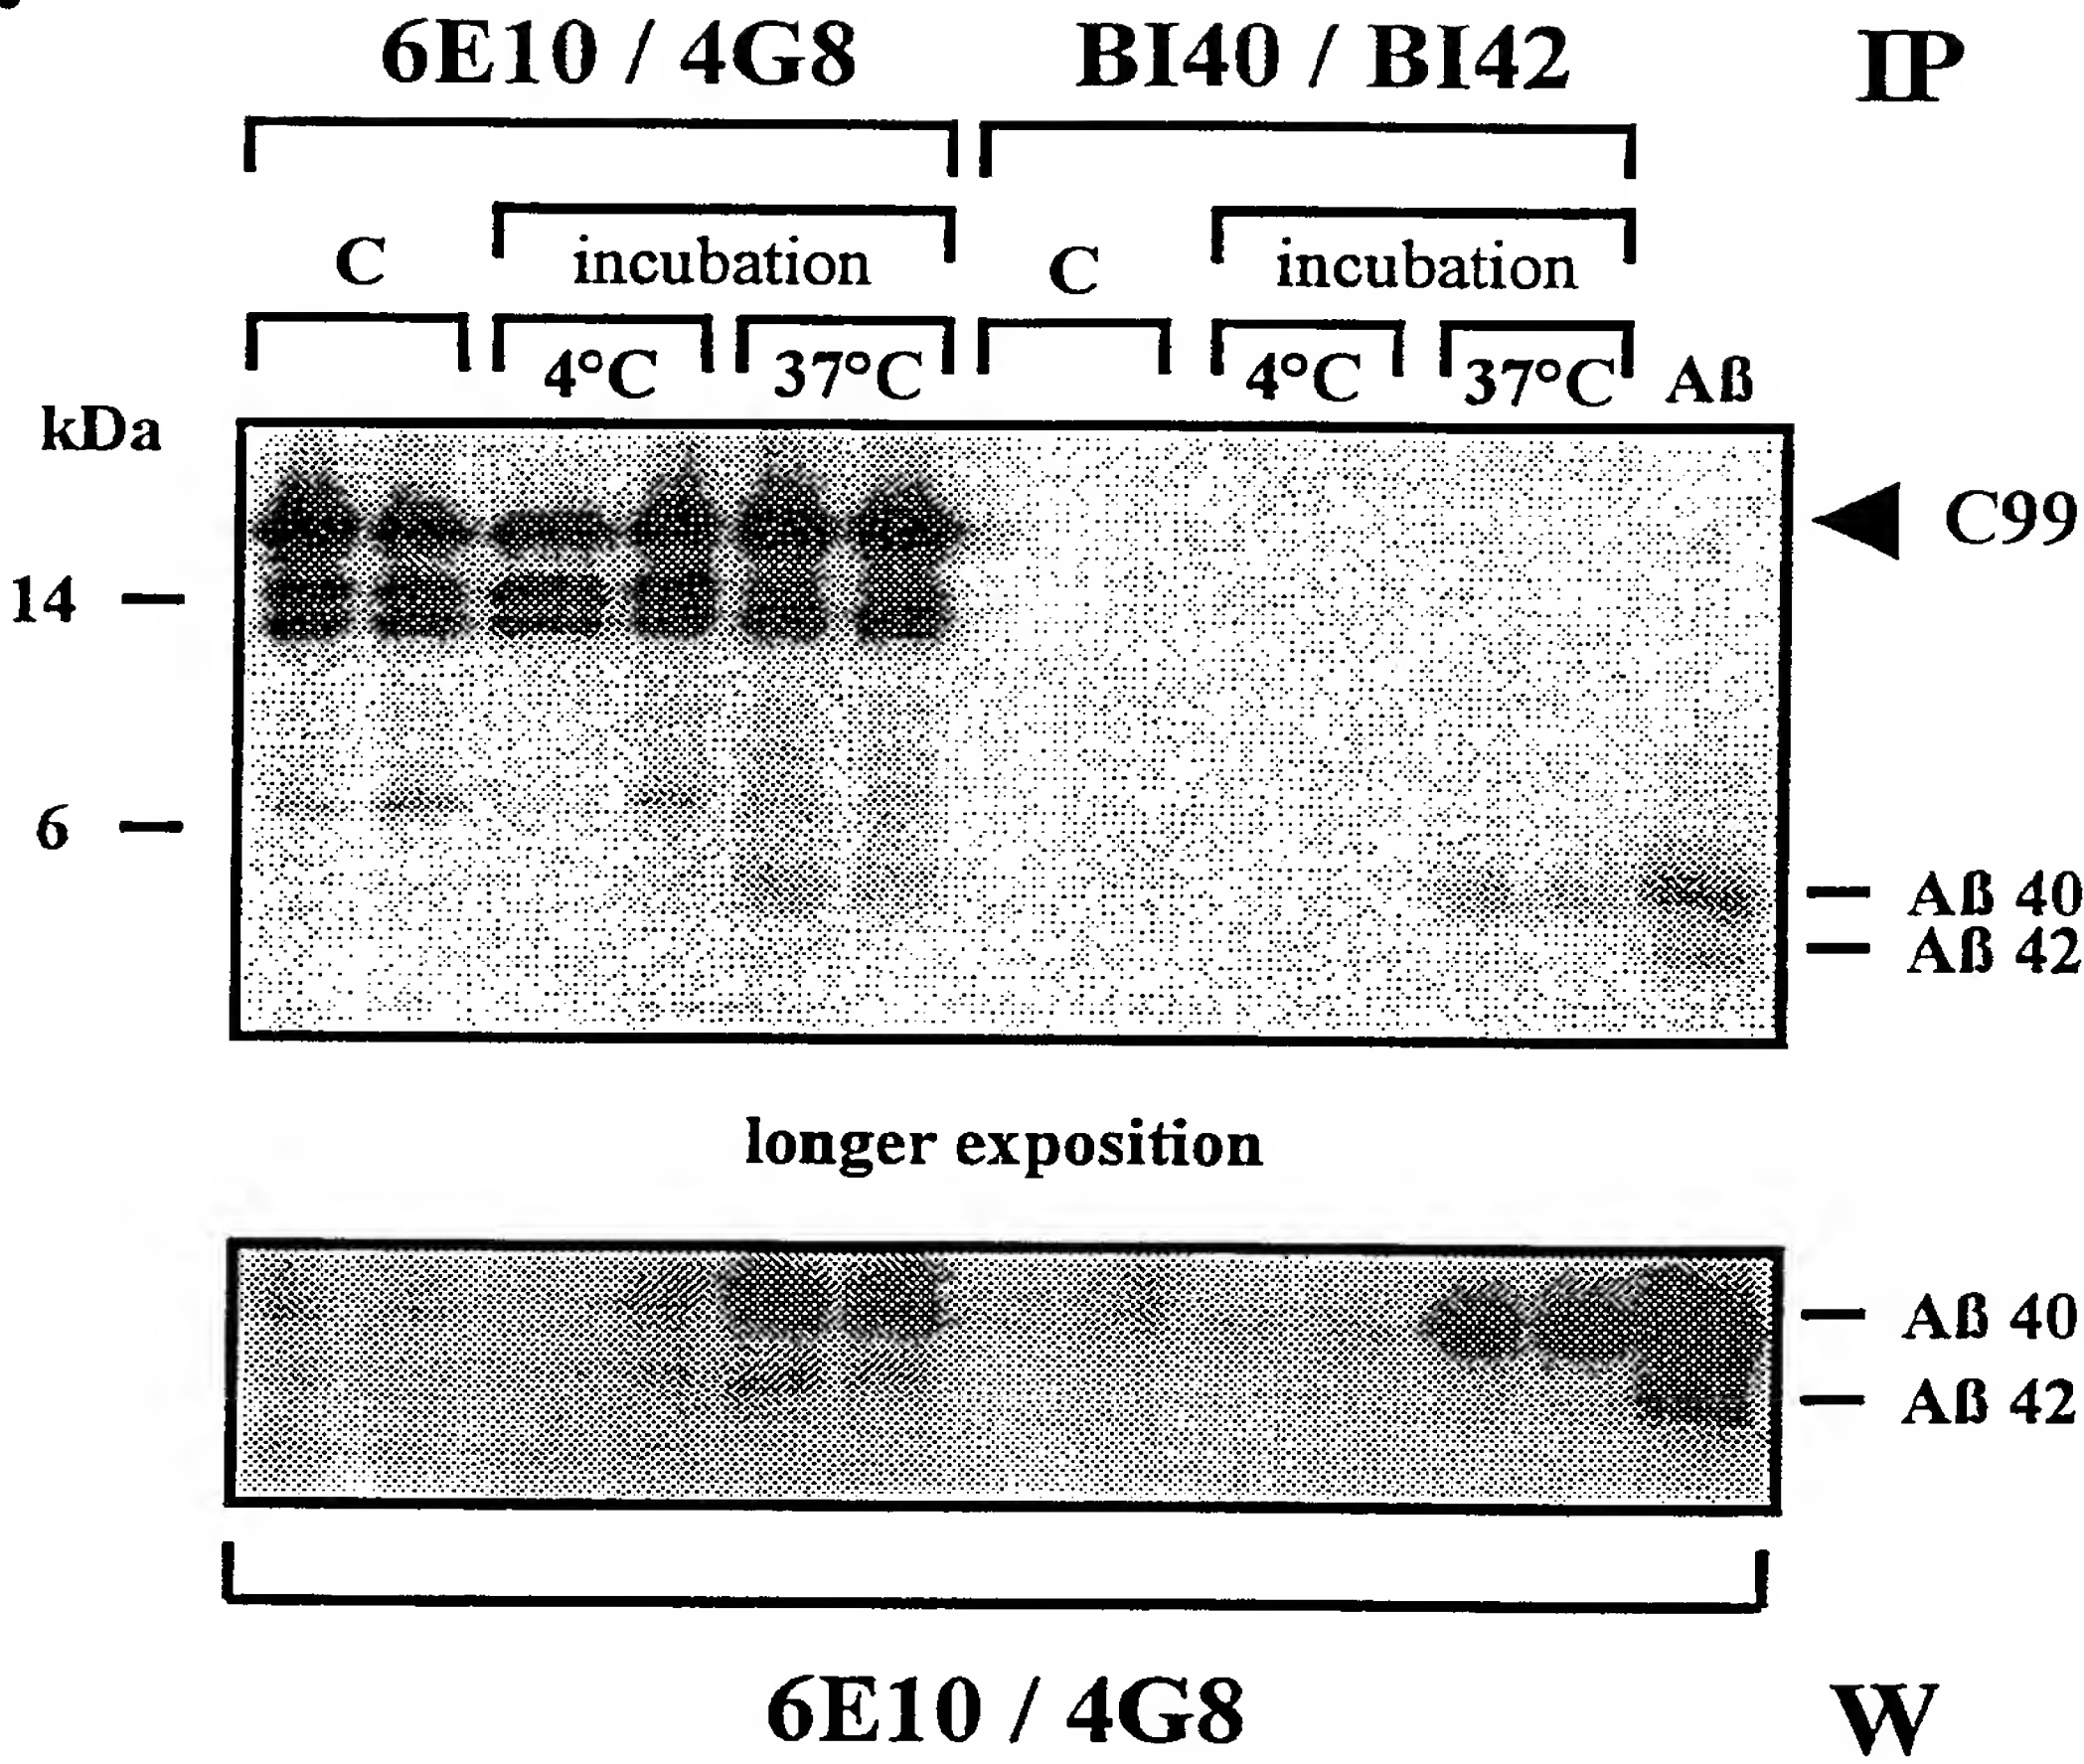 6E10 / 4G8 BI40 / BI42 IP
C incubation C incubation
4°C 37°C 4°C 37°C Aß
kDa
C99
14
6
Aß 40
Aß 42
longer exposition
Aß 40
Aß 42
6E10 / 4G8 W